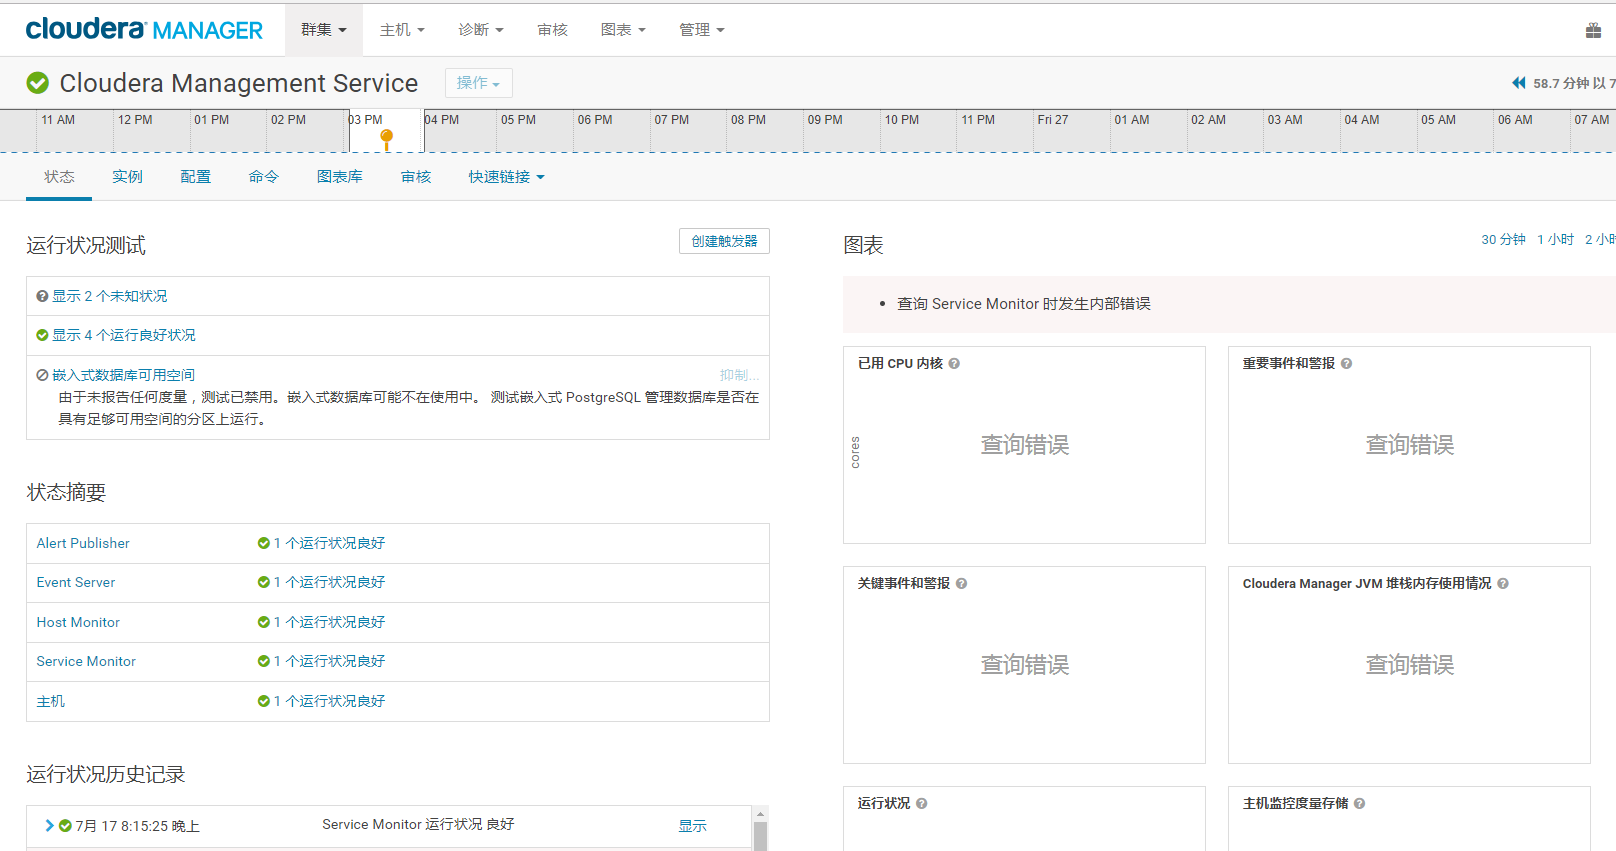 cloudera MANAGER 群集 主机 诊断 审核 图表 管理
Cloudera Management Service 操作 58.7 分钟 以 7
11 AM 12 PM 01 PM 02 PM 03 PM 04 PM 05 PM 06 PM 07 PM 08 PM 09 PM 10 PM 11 PM Fri 27 01 AM 02 AM 03 AM 04 AM 05 AM 06 AM 07 AM
状态 实例 配置 命令 图表库 审核 快速链接
运行状况测试 创建触发器
显示 2 个未知状况
显示 4 个运行良好状况
嵌入式数据库可用空间 抑制...
由于未报告任何度量，测试已禁用。嵌入式数据库可能不在使用中。 测试嵌入式 PostgreSQL 管理数据库是否在
具有足够可用空间的分区上运行。
状态摘要
Alert Publisher 1 个运行状况良好
Event Server 1 个运行状况良好
Host Monitor 1 个运行状况良好
Service Monitor 1 个运行状况良好
主机 1 个运行状况良好
运行状况历史记录
7月 17 8:15:25 晚上 Service Monitor 运行状况 良好 显示
图表 30 分钟 1 小时 2 小时
查询 Service Monitor 时发生内部错误
已用 CPU 内核
cores
查询错误
重要事件和警报
查询错误
关键事件和警报
查询错误
Cloudera Manager JVM 堆栈内存使用情况
查询错误
运行状况
主机监控度量存储